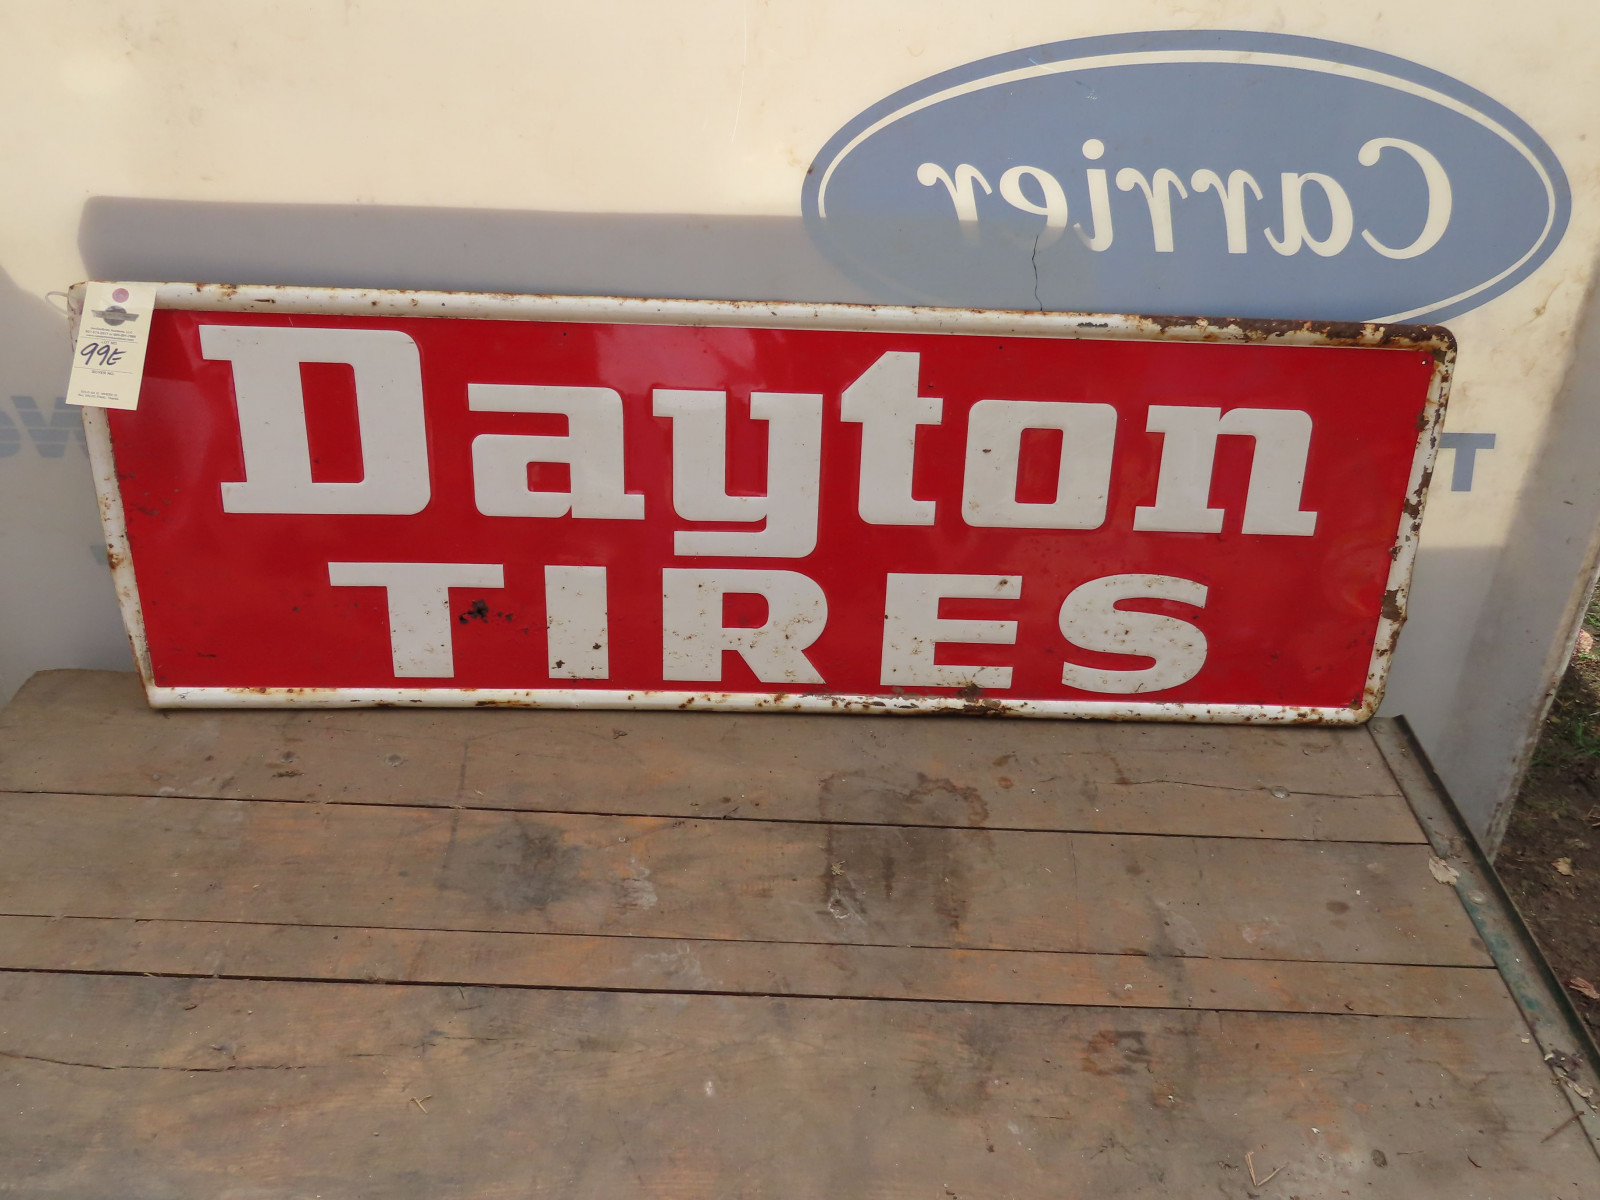 Carrier
99E
Dayton
TIRES